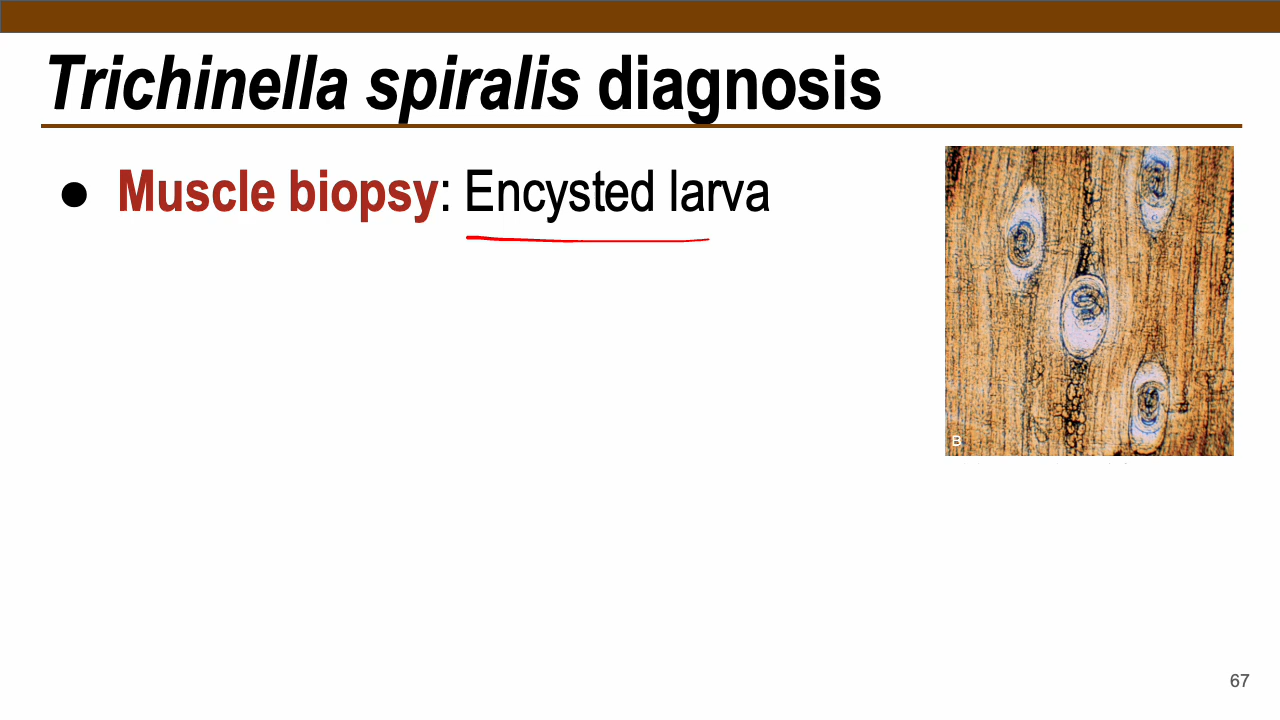 Trichinella spiralis diagnosis
● Muscle biopsy: Encysted larva
B
67